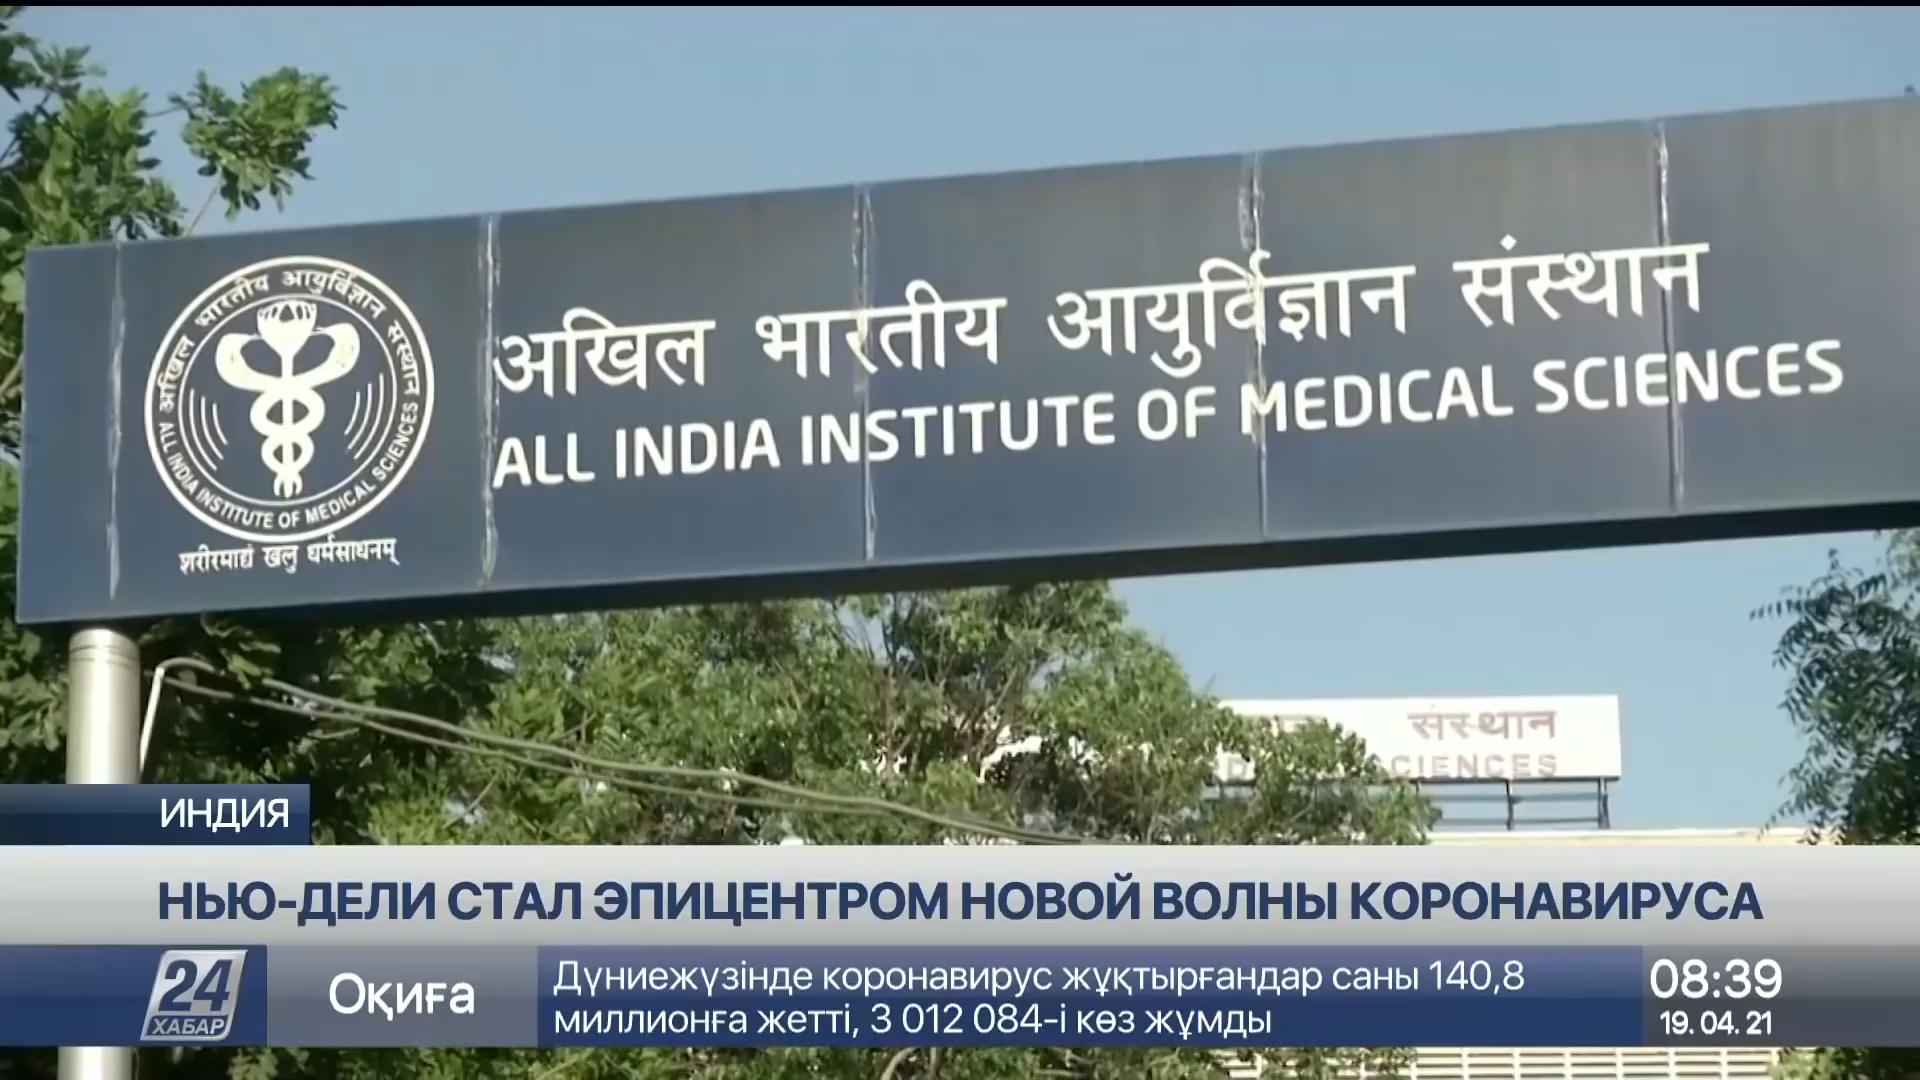 अखिल भारतीय आयुर्विज्ञान संस्थान
ALL INDIA INSTITUTE OF MEDICAL SCIENCES
शरीरमाद्यं खलु धर्मसाधनम्
अखिल भारतीय आयुर्विज्ञान संस्थान
ALL INDIA INSTITUTE OF MEDICAL SCIENCES
संस्थान
SCIENCES
ИНДИЯ
НЬЮ-ДЕЛИ СТАЛ ЭПИЦЕНТРОМ НОВОЙ ВОЛНЫ КОРОНАВИРУСА
24
ХАБАР
Оқиға
Дүниежүзінде коронавирус жұқтырғандар саны 140,8
миллионға жетті, 3 012 084-і көз жұмды
08:39
19. 04. 21